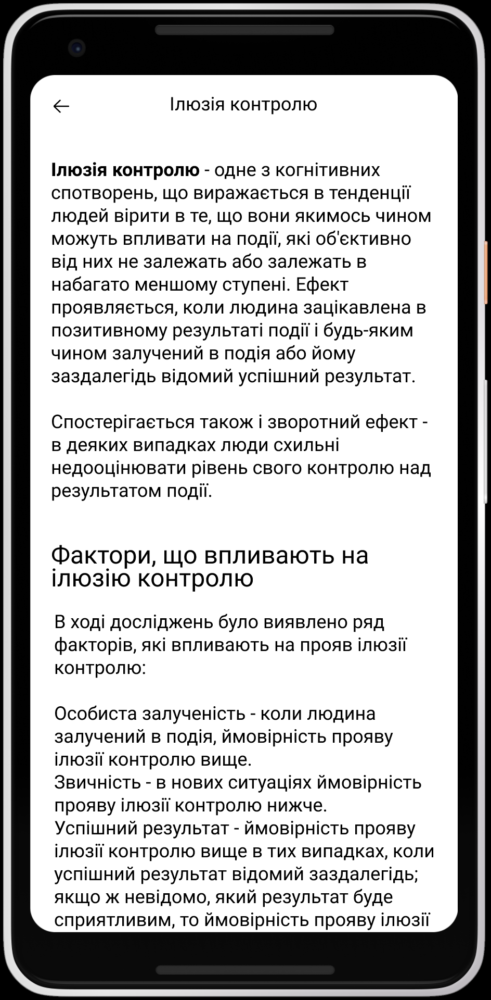 Ілюзія контролю
Ілюзія контролю - одне з когнітивних
спотворень, що виражається в тенденції
людей вірити в те, що вони якимось чином
можуть впливати на події, які об'єктивно
від них не залежать або залежать в
набагато меншому ступені. Ефект
проявляється, коли людина зацікавлена в
позитивному результаті події і будь-яким
чином залучений в подія або йому
заздалегідь відомий успішний результат.
Спостерігається також і зворотний ефект -
в деяких випадках люди схильні
недооцінювати рівень свого контролю над
результатом події.
Фактори, що впливають на
ілюзію контролю
В ході досліджень було виявлено ряд
факторів, які впливають на прояв ілюзії
контролю:
Особиста залученість - коли людина
залучений в подія, ймовірність прояву
ілюзії контролю вище.
Звичність - в нових ситуаціях ймовірність
прояву ілюзії контролю нижче.
Успішний результат - ймовірність прояву
ілюзії контролю вище в тих випадках, коли
успішний результат відомий заздалегідь;
якщо ж невідомо, який результат буде
сприятливим, то ймовірність прояву ілюзії